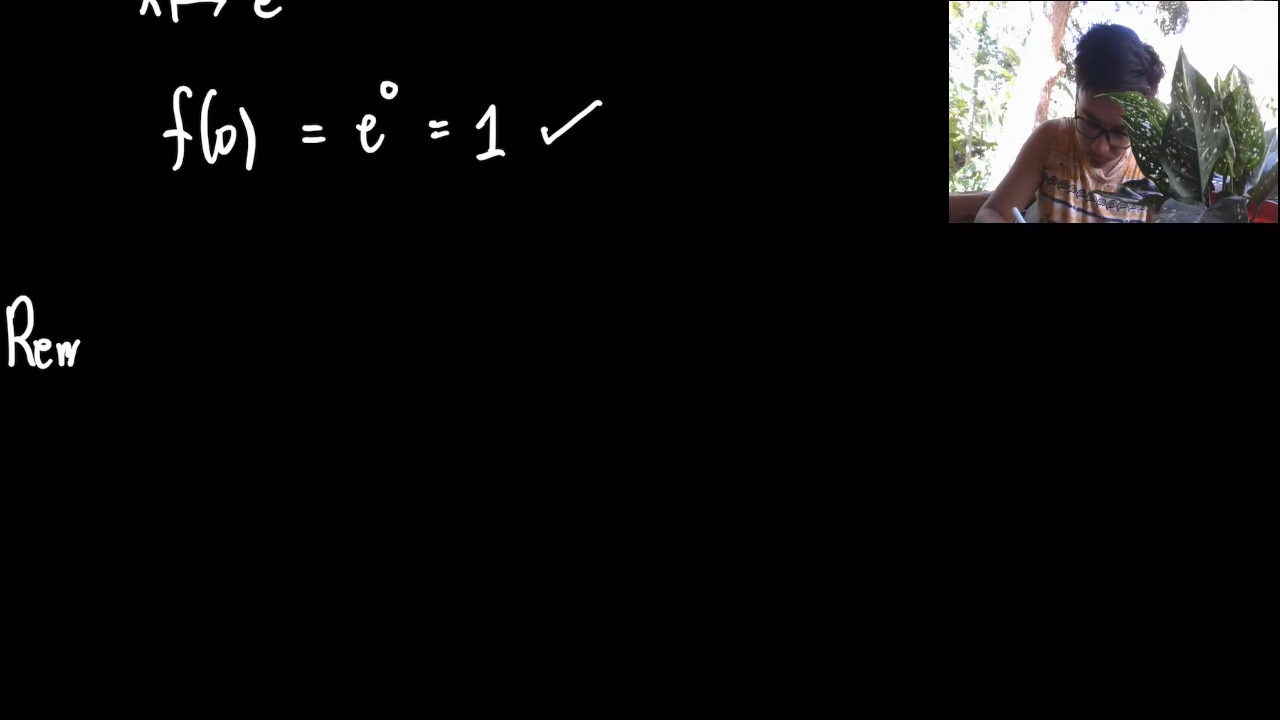 x ↦ e
f(0) = e⁰ = 1 ✓
Rem